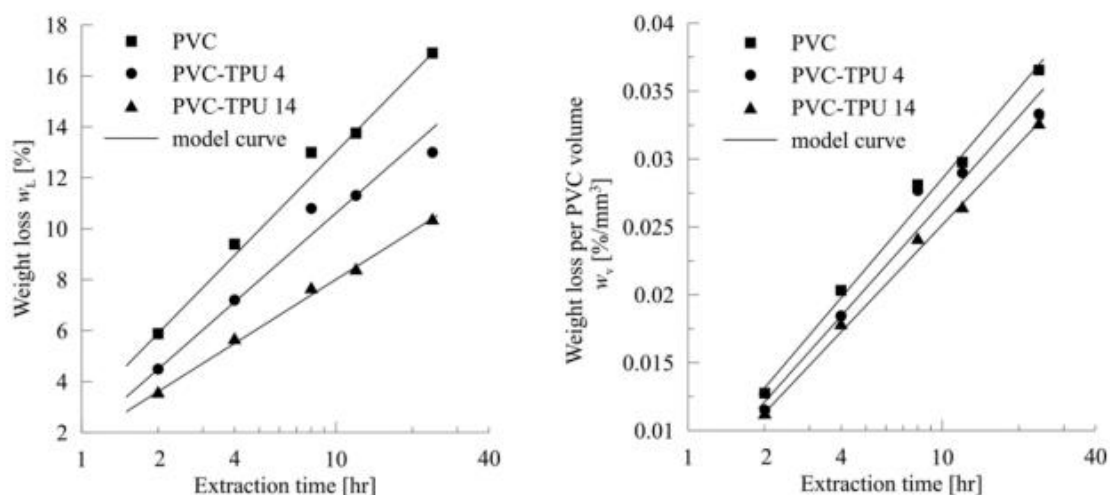 18
16
14
12
10
8
6
4
2
Weight loss w_L [%]
PVC
PVC-TPU 4
PVC-TPU 14
model curve
1 2 4 10 40
Extraction time [hr]
0.04
0.035
0.03
0.025
0.02
0.015
0.01
Weight loss per PVC volume
w_v [%/mm³]
PVC
PVC-TPU 4
PVC-TPU 14
model curve
1 2 4 10 40
Extraction time [hr]